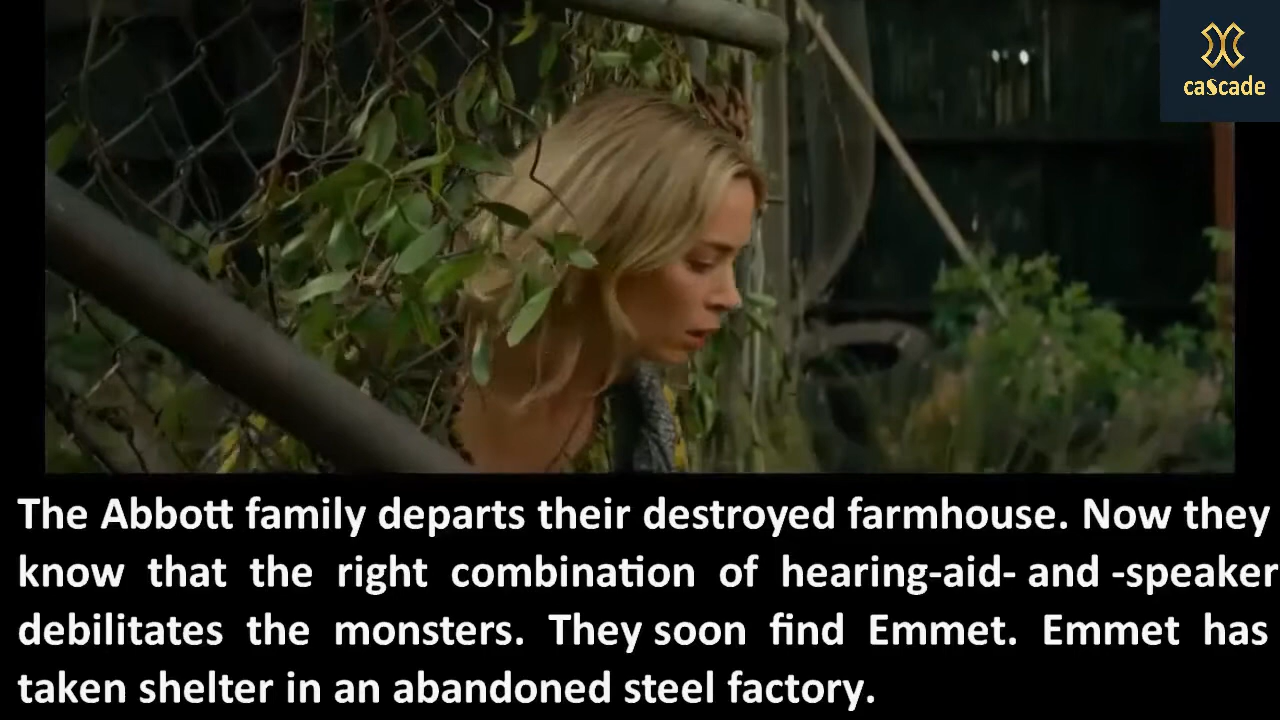 caScade
The Abbott family departs their destroyed farmhouse. Now they
know that the right combination of hearing-aid- and -speaker
debilitates the monsters. They soon find Emmet. Emmet has
taken shelter in an abandoned steel factory.